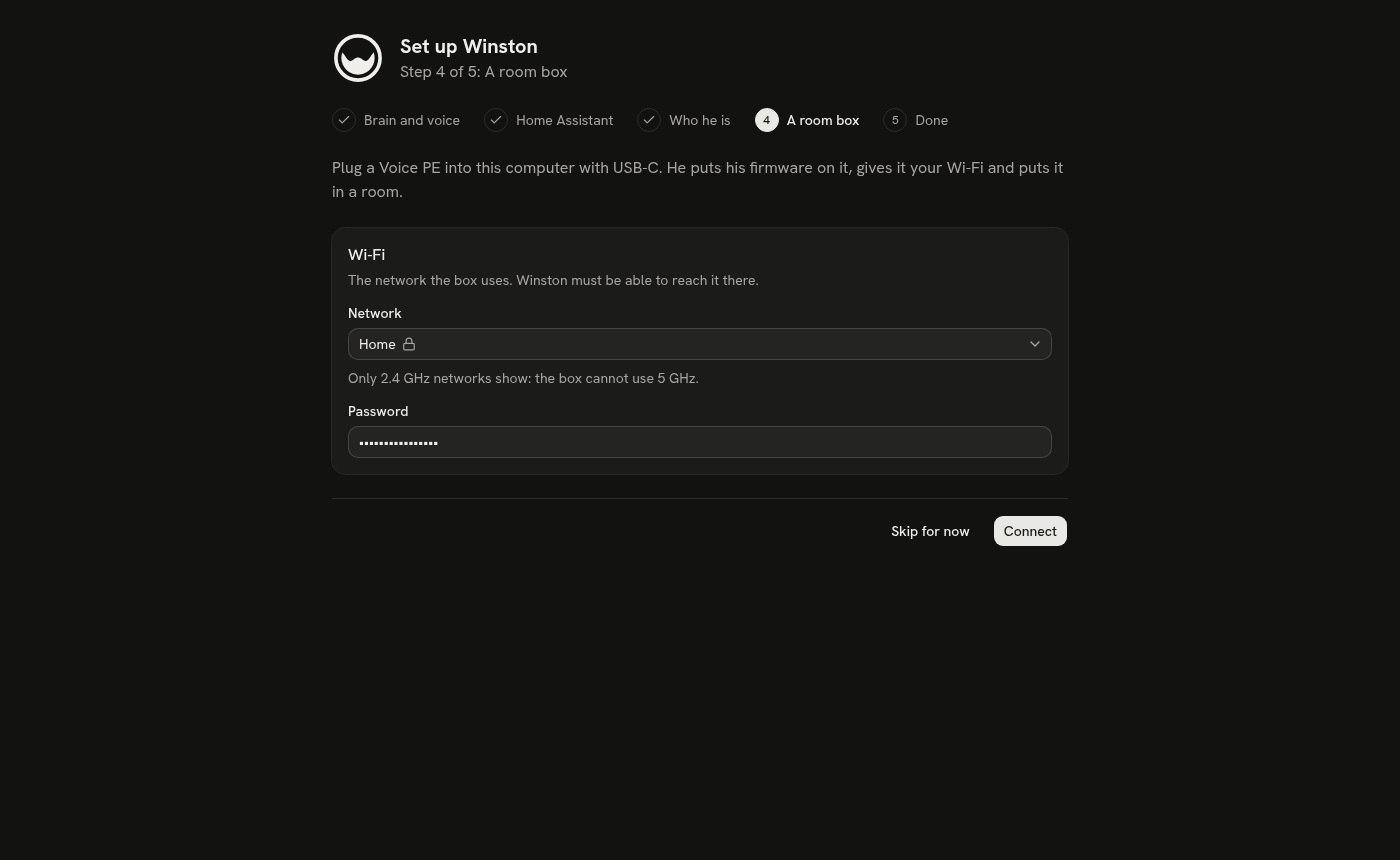 Set up Winston
Step 4 of 5: A room box
Brain and voice
Home Assistant
Who he is
4 A room box
5 Done
Plug a Voice PE into this computer with USB-C. He puts his firmware on it, gives it your Wi-Fi and puts it
in a room.
Wi-Fi
The network the box uses. Winston must be able to reach it there.
Network
Home
Only 2.4 GHz networks show: the box cannot use 5 GHz.
Password
••••••••••••••••
Skip for now
Connect